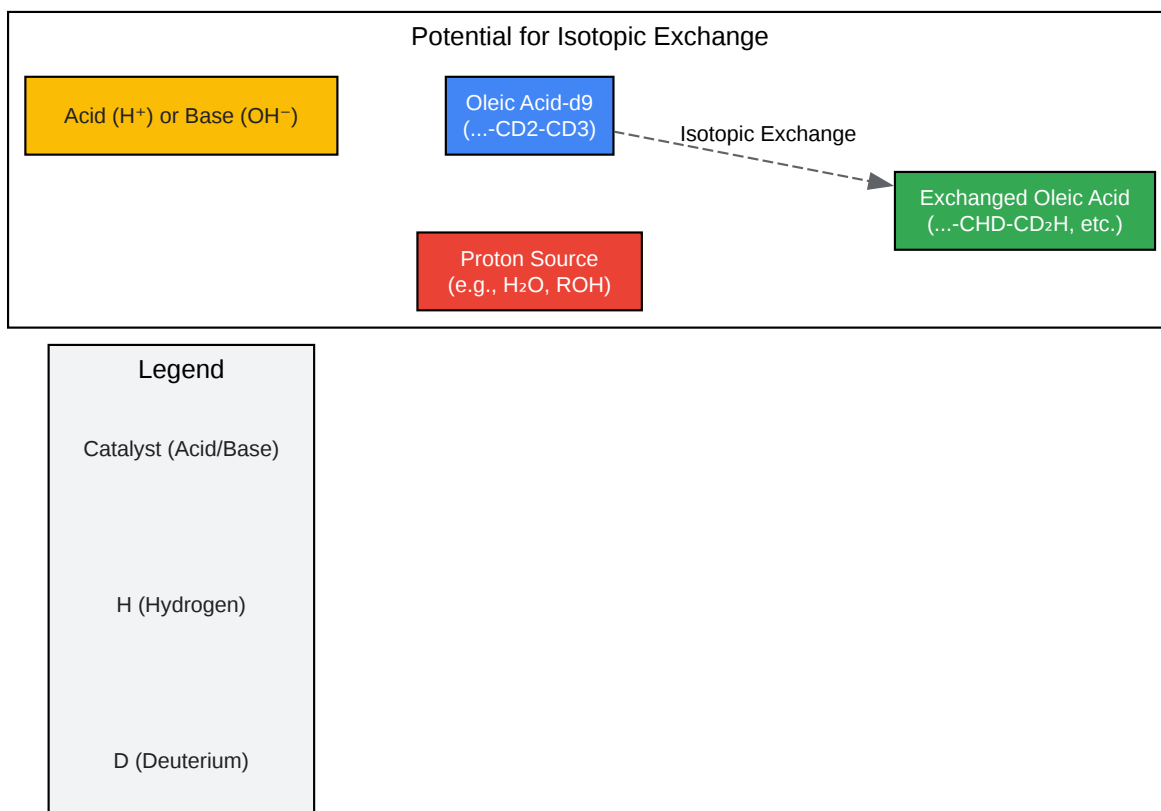 Potential for Isotopic Exchange
Acid (H⁺) or Base (OH⁻)
Oleic Acid-d9
(...-CD2-CD3)
Isotopic Exchange
Exchanged Oleic Acid
(...-CHD-CD₂H, etc.)
Proton Source
(e.g., H₂O, ROH)
Legend
Catalyst (Acid/Base)
H (Hydrogen)
D (Deuterium)